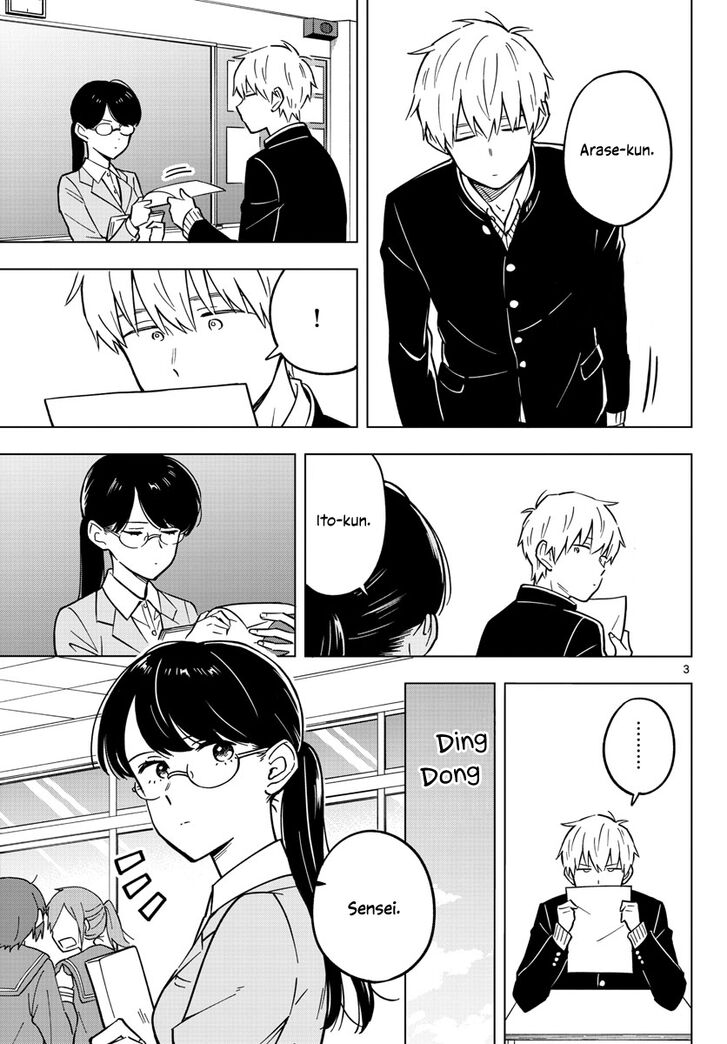 Arase-kun.
!
Ito-kun.
3
………
Ding
Dong
Sensei.